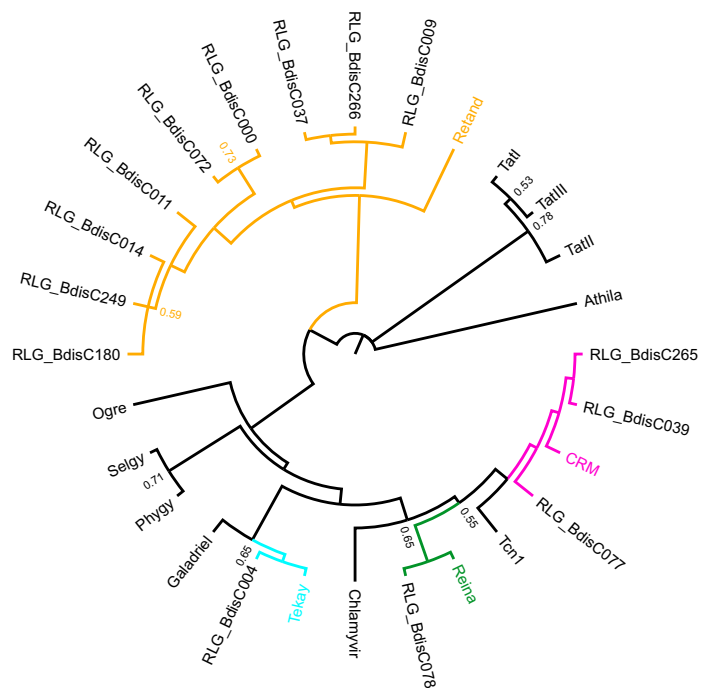 RLG_BdisC009
RLG_BdisC266
RLG_BdisC037
RLG_BdisC000
RLG_BdisC072
RLG_BdisC011
RLG_BdisC014
RLG_BdisC249
RLG_BdisC180
Retand
TatI
TatIII
TatII
Athila
RLG_BdisC265
RLG_BdisC039
CRM
RLG_BdisC077
Tcn1
Reina
RLG_BdisC078
Chlamyvir
Tekay
RLG_BdisC004
Galadriel
Phygy
Selgy
Ogre
0.73
0.59
0.53
0.78
0.71
0.65
0.65
0.55